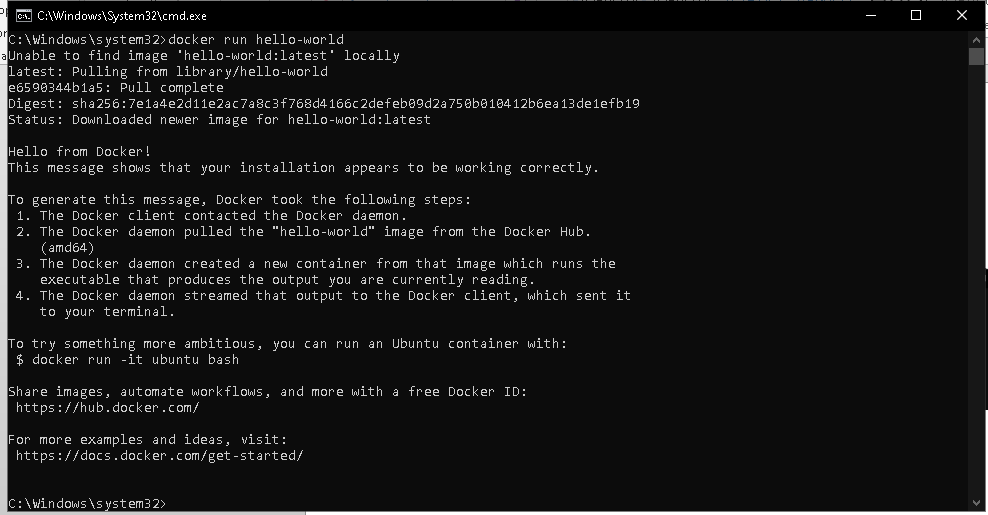 C:\Windows\System32\cmd.exe
C:\Windows\system32>docker run hello-world
Unable to find image 'hello-world:latest' locally
latest: Pulling from library/hello-world
e6590344b1a5: Pull complete
Digest: sha256:7e1a4e2d11e2ac7a8c3f768d4166c2defeb09d2a750b010412b6ea13de1efb19
Status: Downloaded newer image for hello-world:latest

Hello from Docker!
This message shows that your installation appears to be working correctly.

To generate this message, Docker took the following steps:
 1. The Docker client contacted the Docker daemon.
 2. The Docker daemon pulled the "hello-world" image from the Docker Hub.
    (amd64)
 3. The Docker daemon created a new container from that image which runs the
    executable that produces the output you are currently reading.
 4. The Docker daemon streamed that output to the Docker client, which sent it
    to your terminal.

To try something more ambitious, you can run an Ubuntu container with:
 $ docker run -it ubuntu bash

Share images, automate workflows, and more with a free Docker ID:
 https://hub.docker.com/

For more examples and ideas, visit:
 https://docs.docker.com/get-started/

C:\Windows\system32>